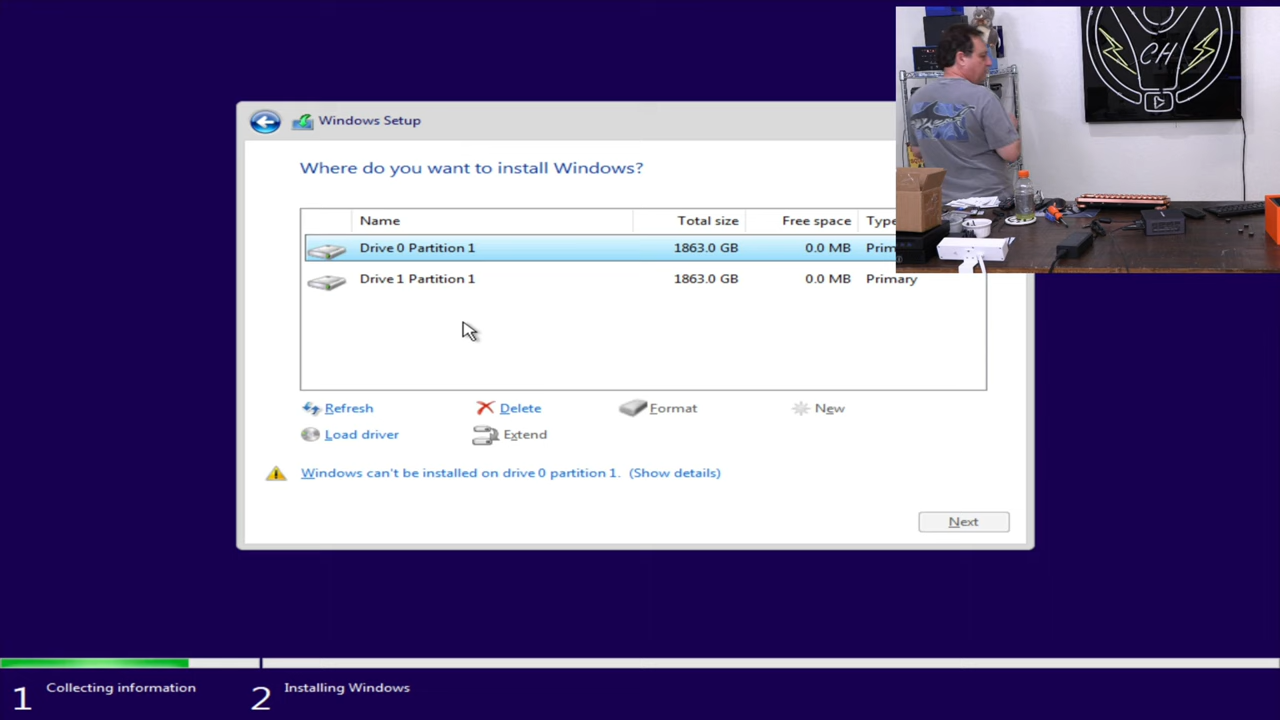 Windows Setup
CH
Where do you want to install Windows?
Name Total size Free space Type
Drive 0 Partition 1 1863.0 GB 0.0 MB Prim
Drive 1 Partition 1 1863.0 GB 0.0 MB Primary
Refresh Delete Format New
Load driver Extend
Windows can't be installed on drive 0 partition 1. (Show details)
Next
1 Collecting information 2 Installing Windows